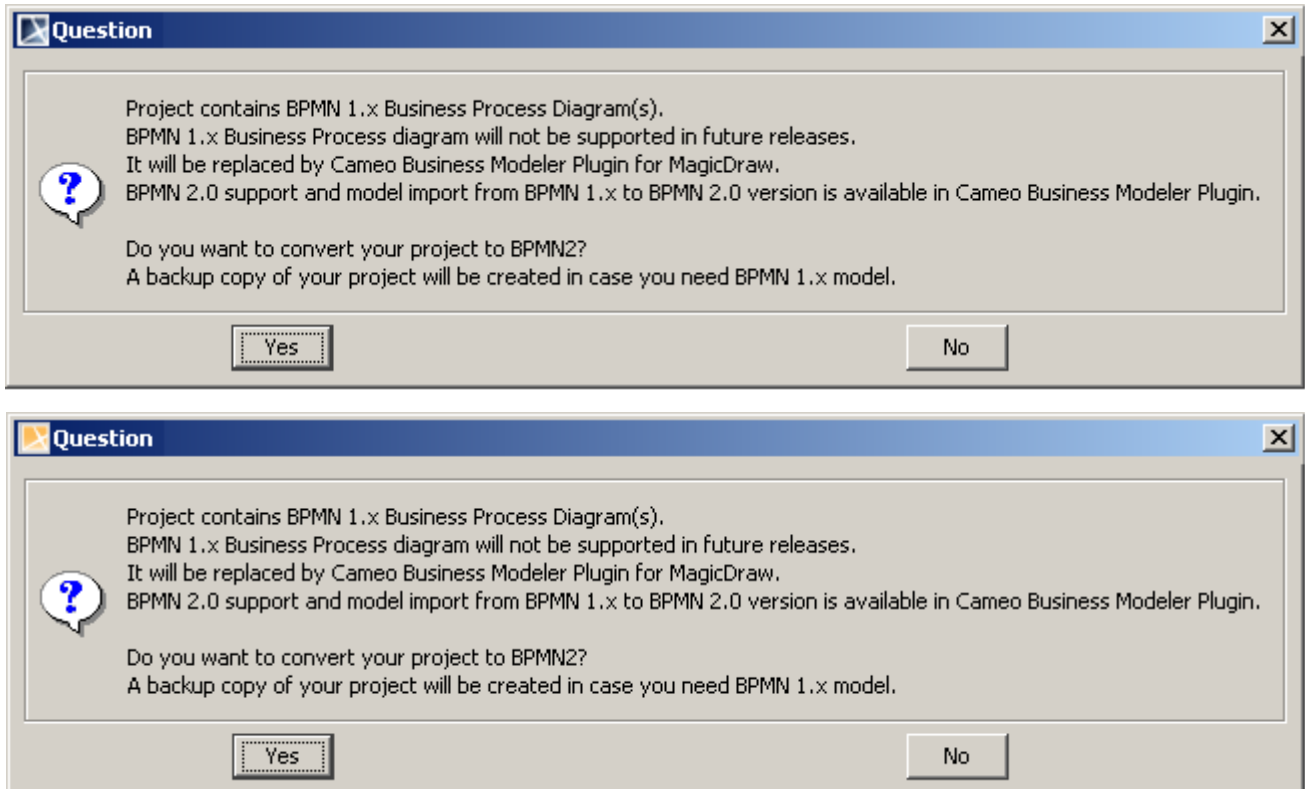 Question
Project contains BPMN 1.x Business Process Diagram(s).
BPMN 1.x Business Process diagram will not be supported in future releases.
It will be replaced by Cameo Business Modeler Plugin for MagicDraw.
BPMN 2.0 support and model import from BPMN 1.x to BPMN 2.0 version is available in Cameo Business Modeler Plugin.
Do you want to convert your project to BPMN2?
A backup copy of your project will be created in case you need BPMN 1.x model.
Yes No
Question
Project contains BPMN 1.x Business Process Diagram(s).
BPMN 1.x Business Process diagram will not be supported in future releases.
It will be replaced by Cameo Business Modeler Plugin for MagicDraw.
BPMN 2.0 support and model import from BPMN 1.x to BPMN 2.0 version is available in Cameo Business Modeler Plugin.
Do you want to convert your project to BPMN2?
A backup copy of your project will be created in case you need BPMN 1.x model.
Yes No